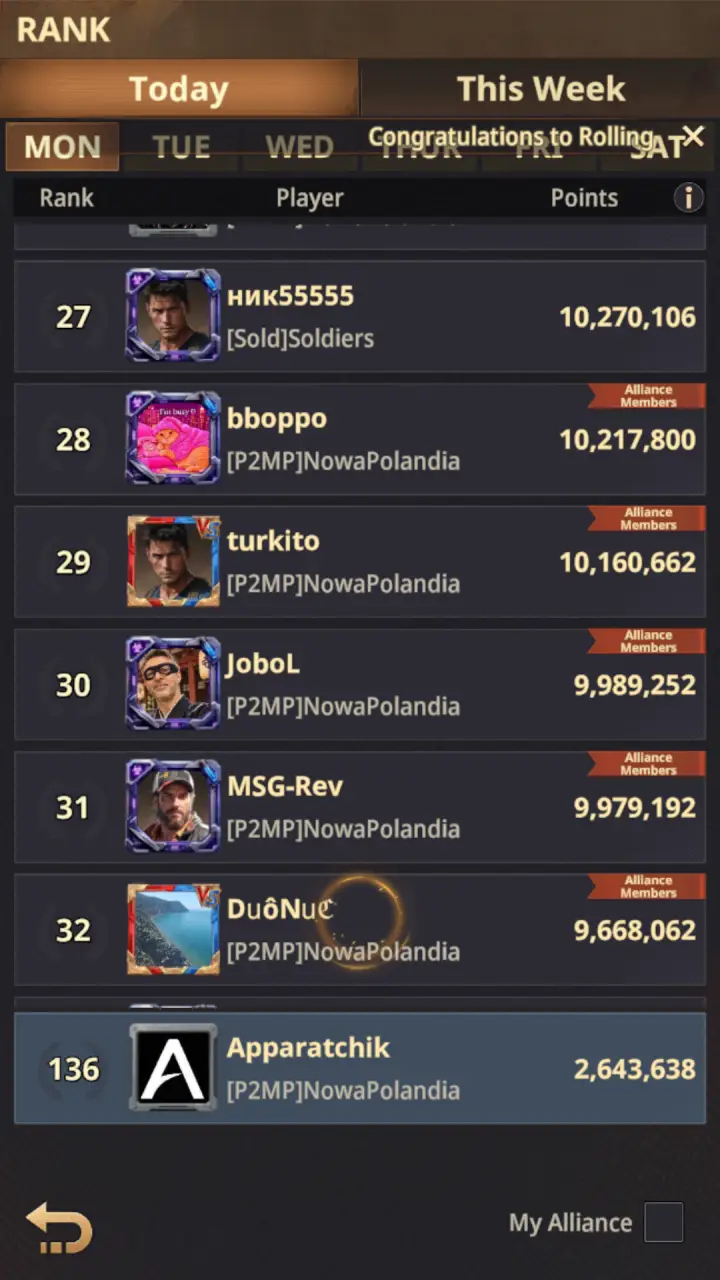 RANK
Today
This Week
MON
TUE
WED
THUR
FRI
SAT
Congratulations to Rolling
Rank
Player
Points
27
ник55555
[Sold]Soldiers
10,270,106
Alliance
Members
28
bboppo
[P2MP]NowaPolandia
10,217,800
Alliance
Members
29
turkito
[P2MP]NowaPolandia
10,160,662
Alliance
Members
30
JoboL
[P2MP]NowaPolandia
9,989,252
Alliance
Members
31
MSG-Rev
[P2MP]NowaPolandia
9,979,192
Alliance
Members
32
DuôNuℭ
[P2MP]NowaPolandia
9,668,062
136
Apparatchik
[P2MP]NowaPolandia
2,643,638
My Alliance